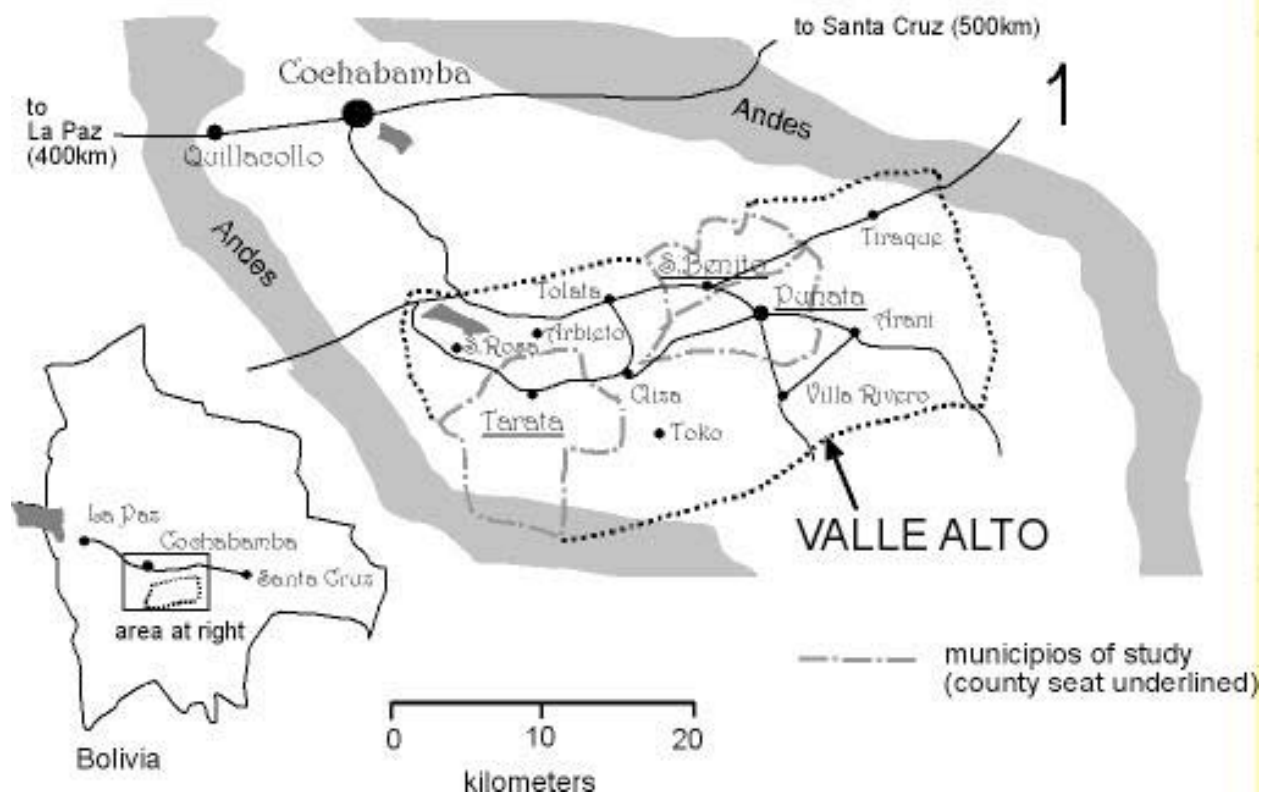 to Santa Cruz (500km)
Cochabamba
1
to
La Paz
(400km)
Andes
Quillacollo
Andes
Tiraque
S.Benito
Tolata
Punata
Arani
Arbieto
S.Rosa
Clisa
Villa Rivero
Tarata
Toko
VALLE ALTO
La Paz
Cochabamba
Santa Cruz
area at right
municipios of study
(county seat underlined)
0 10 20
kilometers
Bolivia